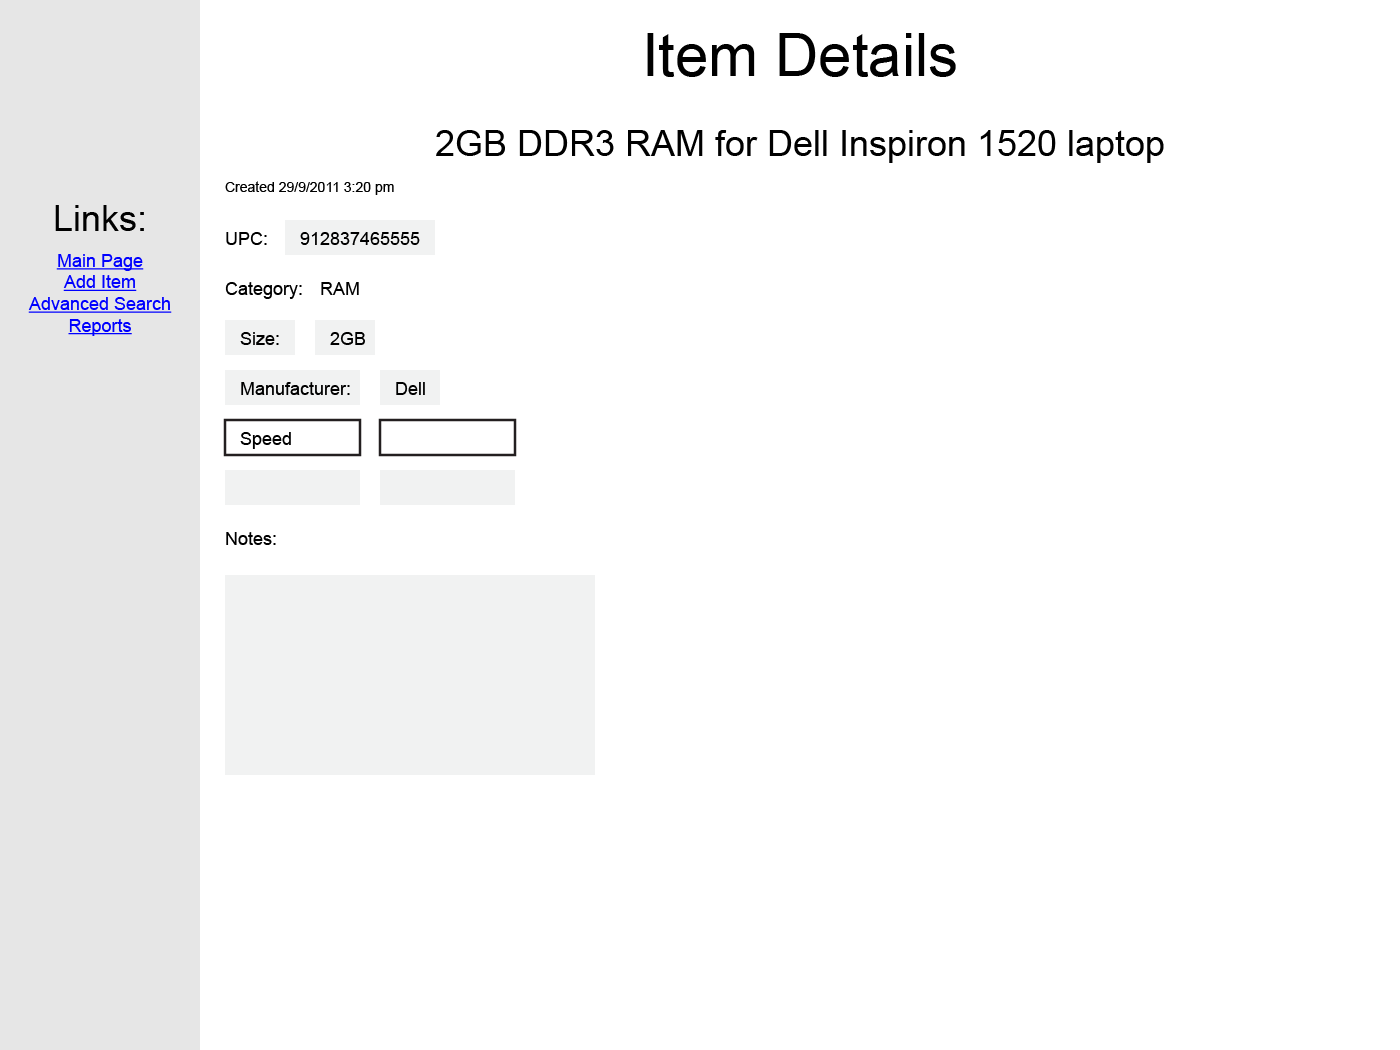 Item Details
2GB DDR3 RAM for Dell Inspiron 1520 laptop
Created 29/9/2011 3:20 pm
Links:
Main Page
Add Item
Advanced Search
Reports
UPC: 912837465555
Category: RAM
Size: 2GB
Manufacturer: Dell
Speed
Notes: